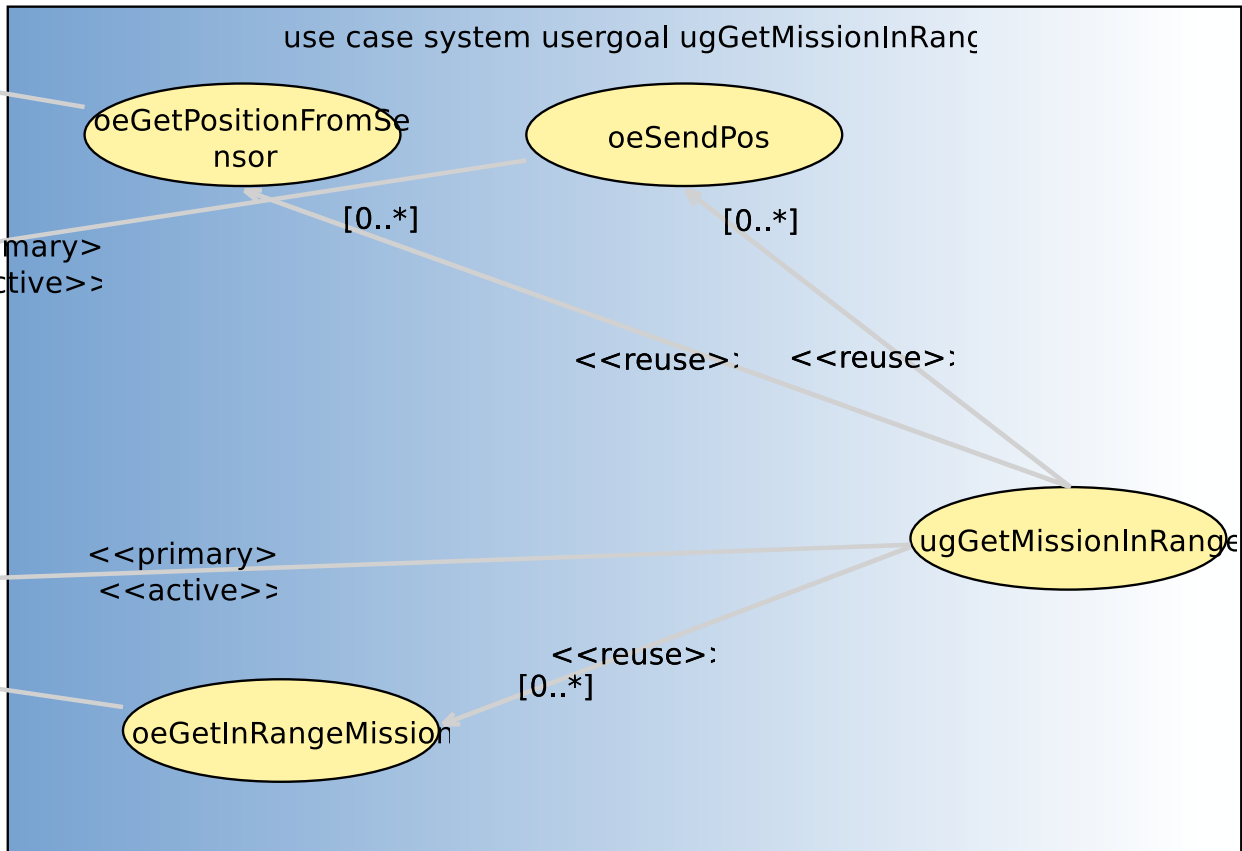 use case system usergoal ugGetMissionInRang
oeGetPositionFromSe
nsor
oeSendPos
[0..*]
[0..*]
mary>
ctive>>
<<reuse>
<<reuse>
ugGetMissionInRange
<<primary>
<<active>>
<<reuse>
[0..*]
oeGetInRangeMission